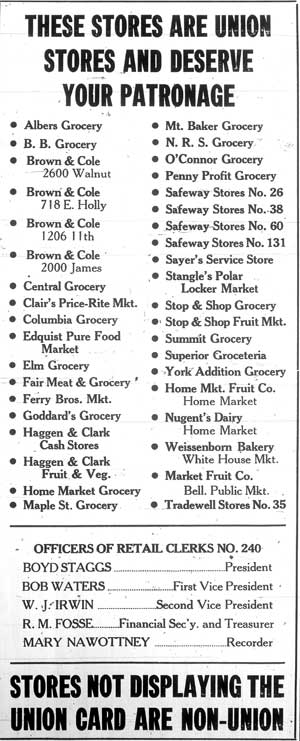 THESE STORES ARE UNION
STORES AND DESERVE
YOUR PATRONAGE
● Albers Grocery
● B. B. Grocery
● Brown & Cole
2600 Walnut
● Brown & Cole
718 E. Holly
● Brown & Cole
1206 11th
● Brown & Cole
2000 James
● Central Grocery
● Clair's Price-Rite Mkt.
● Columbia Grocery
● Edquist Pure Food
Market
● Elm Grocery
● Fair Meat & Grocery
● Ferry Bros. Mkt.
● Goddard's Grocery
● Haggen & Clark
Cash Stores
● Haggen & Clark
Fruit & Veg.
● Home Market Grocery
● Maple St. Grocery
● Mt. Baker Grocery
● N. R. S. Grocery
● O'Connor Grocery
● Penny Profit Grocery
● Safeway Stores No. 26
● Safeway Stores No. 38
● Safeway Stores No. 60
● Safeway Stores No. 131
● Sayer's Service Store
● Stangle's Polar
Locker Market
● Stop & Shop Grocery
● Stop & Shop Fruit Mkt.
● Summit Grocery
● Superior Groceteria
● York Addition Grocery
● Home Mkt. Fruit Co.
Home Market
● Nugent's Dairy
Home Market
● Weissenborn Bakery
White House Mkt.
● Market Fruit Co.
Bell. Public Mkt.
● Tradewell Stores No. 35
OFFICERS OF RETAIL CLERKS NO. 240
BOYD STAGGS ........ President
BOB WATERS ........ First Vice President
W. J. IRWIN ........ Second Vice President
R. M. FOSSE ........ Financial Sec'y. and Treasurer
MARY NAWOTTNEY ........ Recorder
STORES NOT DISPLAYING THE
UNION CARD ARE NON-UNION